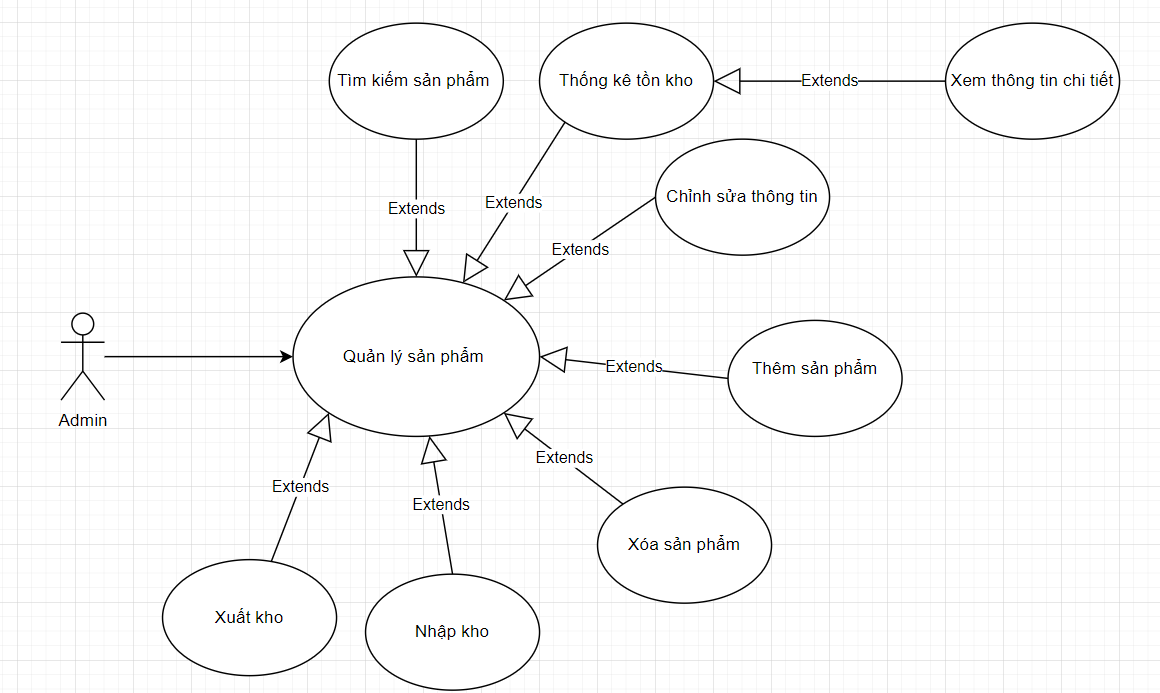 Tìm kiếm sản phẩm
Thống kê tồn kho
Extends
Xem thông tin chi tiết
Chỉnh sửa thông tin
Extends
Extends
Extends
Quản lý sản phẩm
Extends
Thêm sản phẩm
Admin
Extends
Extends
Extends
Xóa sản phẩm
Xuất kho
Nhập kho